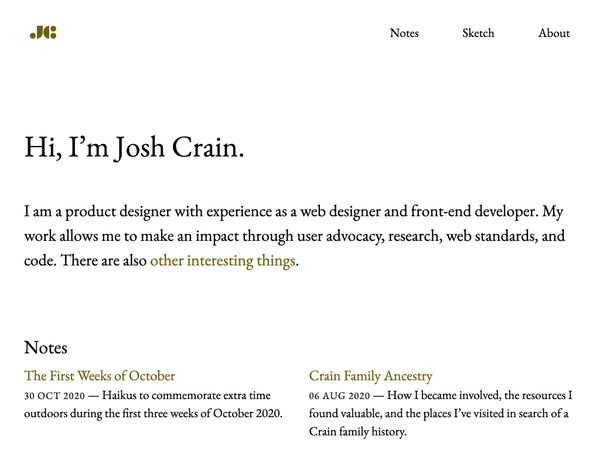 JC
Notes Sketch About
Hi, I’m Josh Crain.
I am a product designer with experience as a web designer and front-end developer. My
work allows me to make an impact through user advocacy, research, web standards, and
code. There are also other interesting things.
Notes
The First Weeks of October
30 OCT 2020 — Haikus to commemorate extra time
outdoors during the first three weeks of October 2020.
Crain Family Ancestry
06 AUG 2020 — How I became involved, the resources I
found valuable, and the places I’ve visited in search of a
Crain family history.